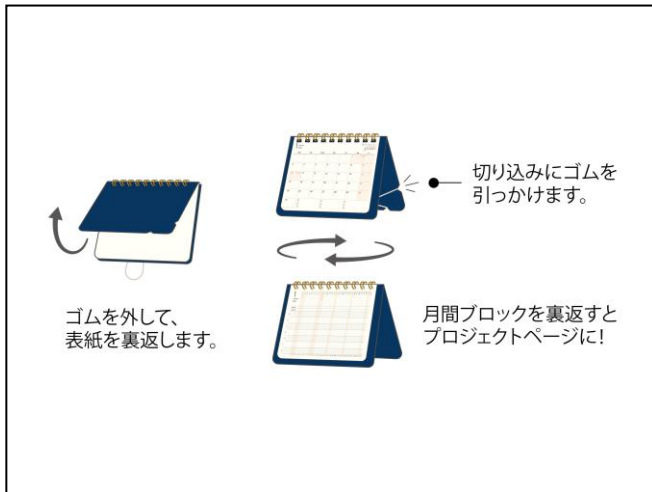 切り込みにゴムを
引っかけます。
ゴムを外して、
表紙を裏返します。
月間ブロックを裏返すと
プロジェクトページに!